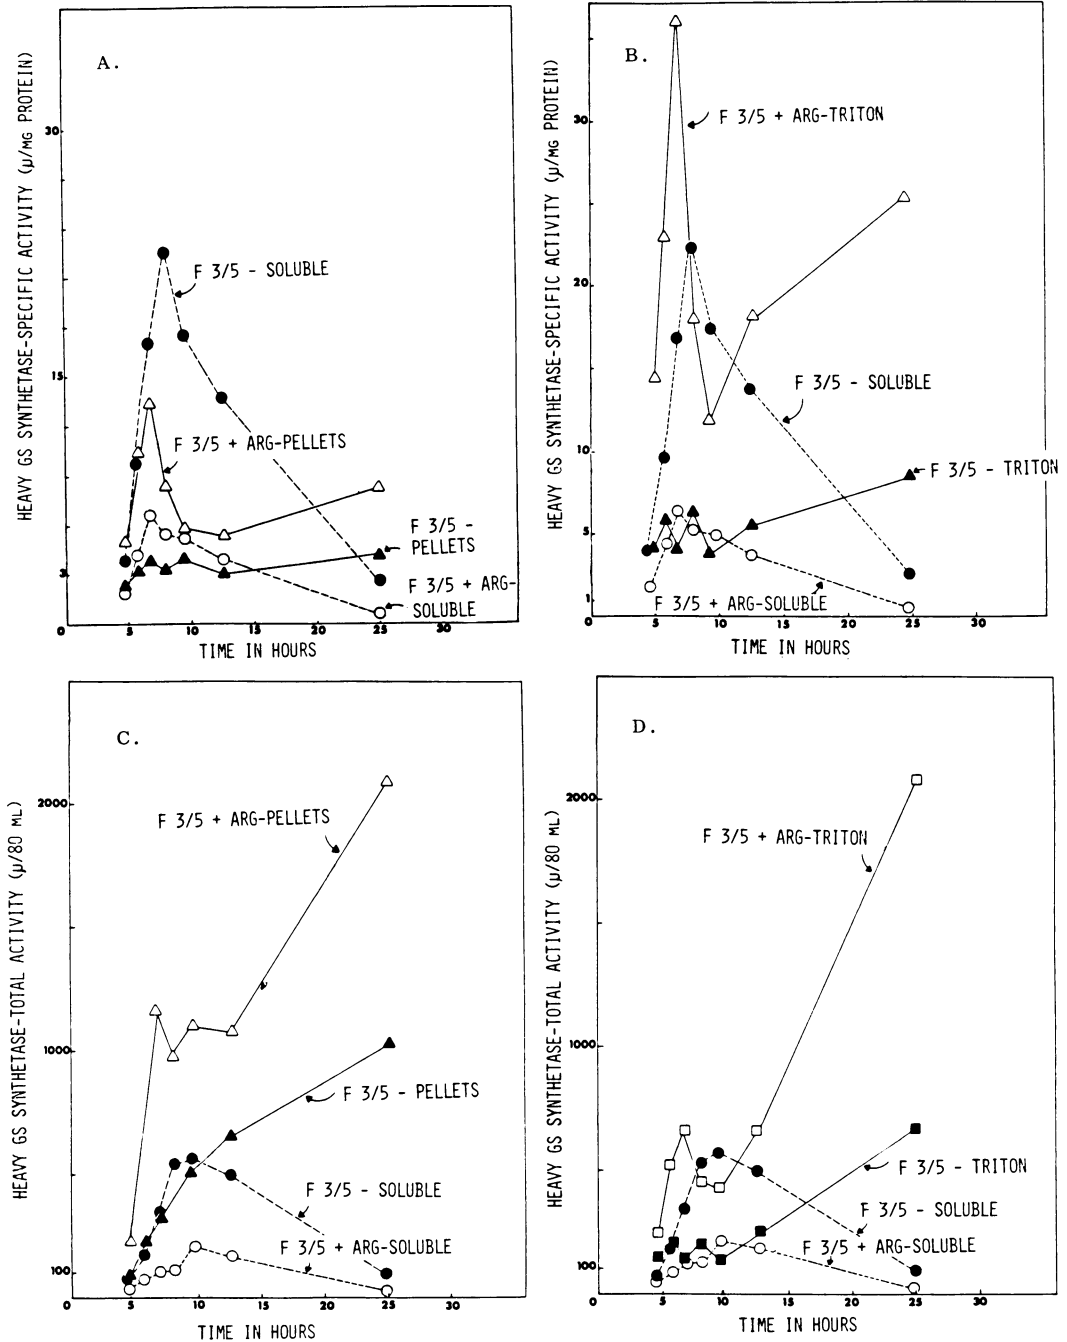 A.
HEAVY GS SYNTHETASE-SPECIFIC ACTIVITY (µ/MG PROTEIN)
30
15
3
F 3/5 - SOLUBLE
F 3/5 + ARG-PELLETS
F 3/5 -
PELLETS
F 3/5 + ARG-
SOLUBLE
0 5 10 15 20 25 30
TIME IN HOURS
B.
HEAVY GS SYNTHETASE-SPECIFIC ACTIVITY (µ/MG PROTEIN)
30
20
10
5
1
F 3/5 + ARG-TRITON
F 3/5 - SOLUBLE
F 3/5 - TRITON
F 3/5 + ARG-SOLUBLE
0 5 10 15 20 25 30
TIME IN HOURS
C.
HEAVY GS SYNTHETASE-TOTAL ACTIVITY (µ/80 ML)
2000
1000
100
F 3/5 + ARG-PELLETS
F 3/5 - PELLETS
F 3/5 - SOLUBLE
F 3/5 + ARG-SOLUBLE
0 5 10 15 20 25 30
TIME IN HOURS
D.
HEAVY GS SYNTHETASE-TOTAL ACTIVITY (µ/80 ML)
2000
1000
100
F 3/5 + ARG-TRITON
F 3/5 - TRITON
F 3/5 - SOLUBLE
F 3/5 + ARG-SOLUBLE
0 5 10 15 20 25 30
TIME IN HOURS